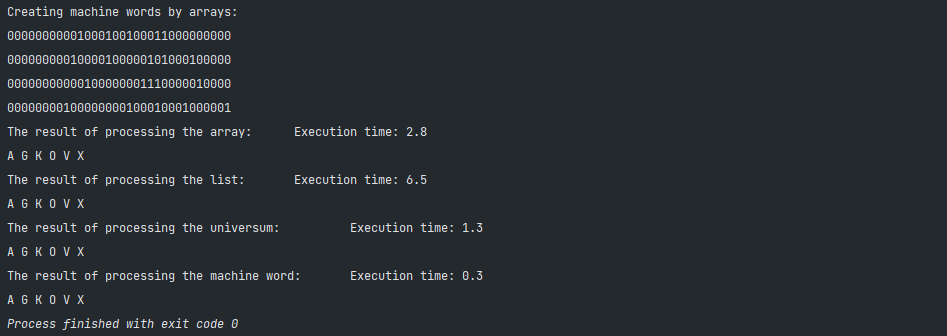 Creating machine words by arrays:
00000000001000100100011000000000
00000000010000100000101000100000
00000000000100000001110000010000
00000000100000000100010001000001
The result of processing the array:      Execution time: 2.8
A G K O V X
The result of processing the list:       Execution time: 6.5
A G K O V X
The result of processing the universum:          Execution time: 1.3
A G K O V X
The result of processing the machine word:       Execution time: 0.3
A G K O V X
Process finished with exit code 0